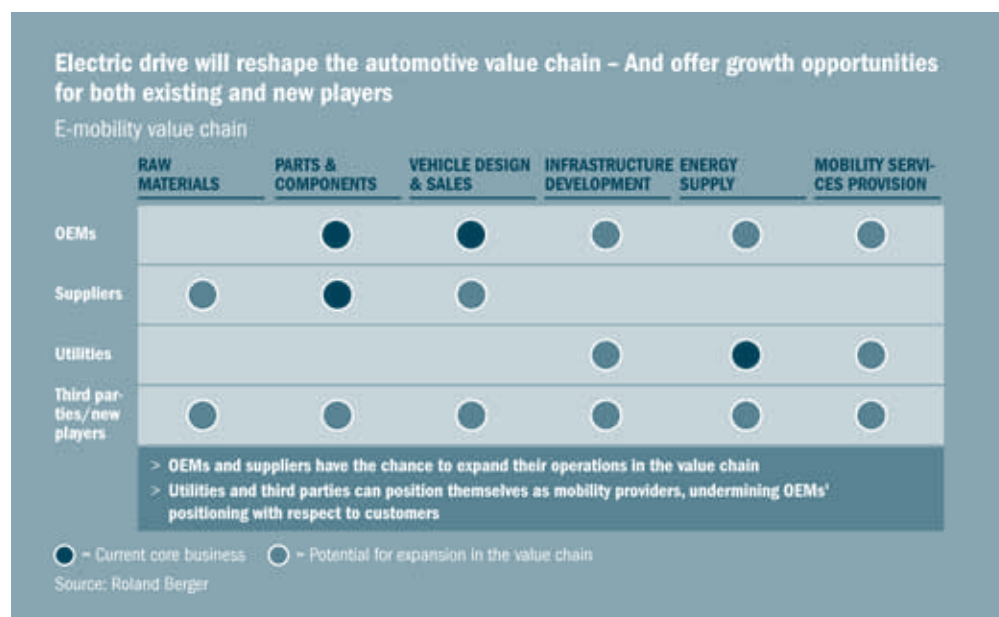 Electric drive will reshape the automotive value chain – And offer growth opportunities
for both existing and new players
E-mobility value chain
RAW
MATERIALS
PARTS &
COMPONENTS
VEHICLE DESIGN
& SALES
INFRASTRUCTURE
DEVELOPMENT
ENERGY
SUPPLY
MOBILITY SERVI-
CES PROVISION
OEMs
Suppliers
Utilities
Third par-
ties/new
players
> OEMs and suppliers have the chance to expand their operations in the value chain
> Utilities and third parties can position themselves as mobility providers, undermining OEMs'
positioning with respect to customers
= Current core business = Potential for expansion in the value chain
Source: Roland Berger